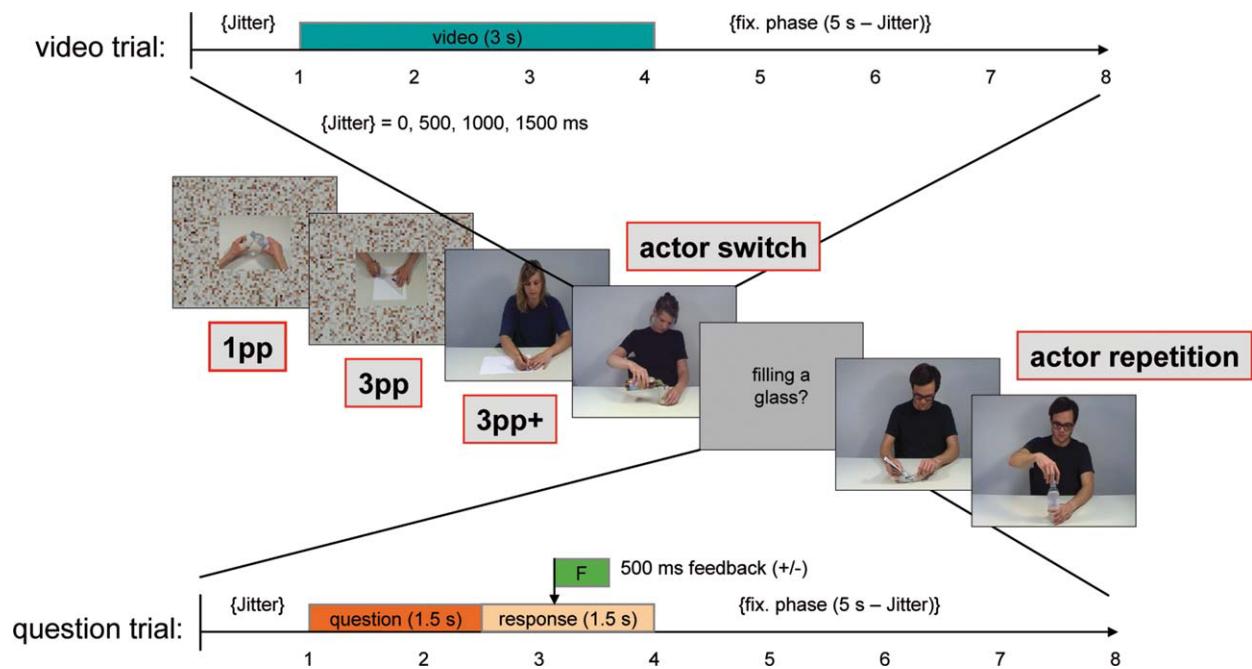 {Jitter}
{fix. phase (5 s – Jitter)}
video trial:
video (3 s)
1 2 3 4 5 6 7 8
{Jitter} = 0, 500, 1000, 1500 ms
actor switch
1pp
3pp
3pp+
filling a
glass?
actor repetition
F
500 ms feedback (+/-)
{Jitter}
{fix. phase (5 s – Jitter)}
question trial:
question (1.5 s)
response (1.5 s)
1 2 3 4 5 6 7 8